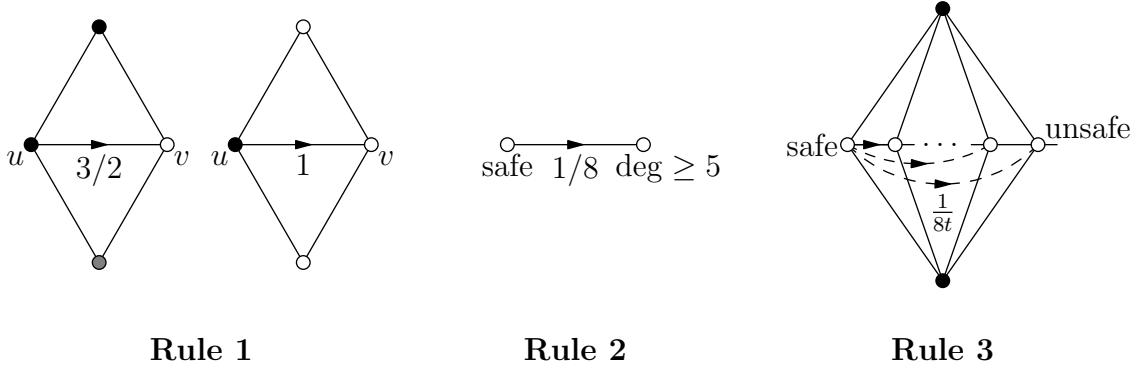 u 3/2 v
u 1 v
safe 1/8 deg ≥ 5
safe · · · unsafe
1/8t
Rule 1
Rule 2
Rule 3